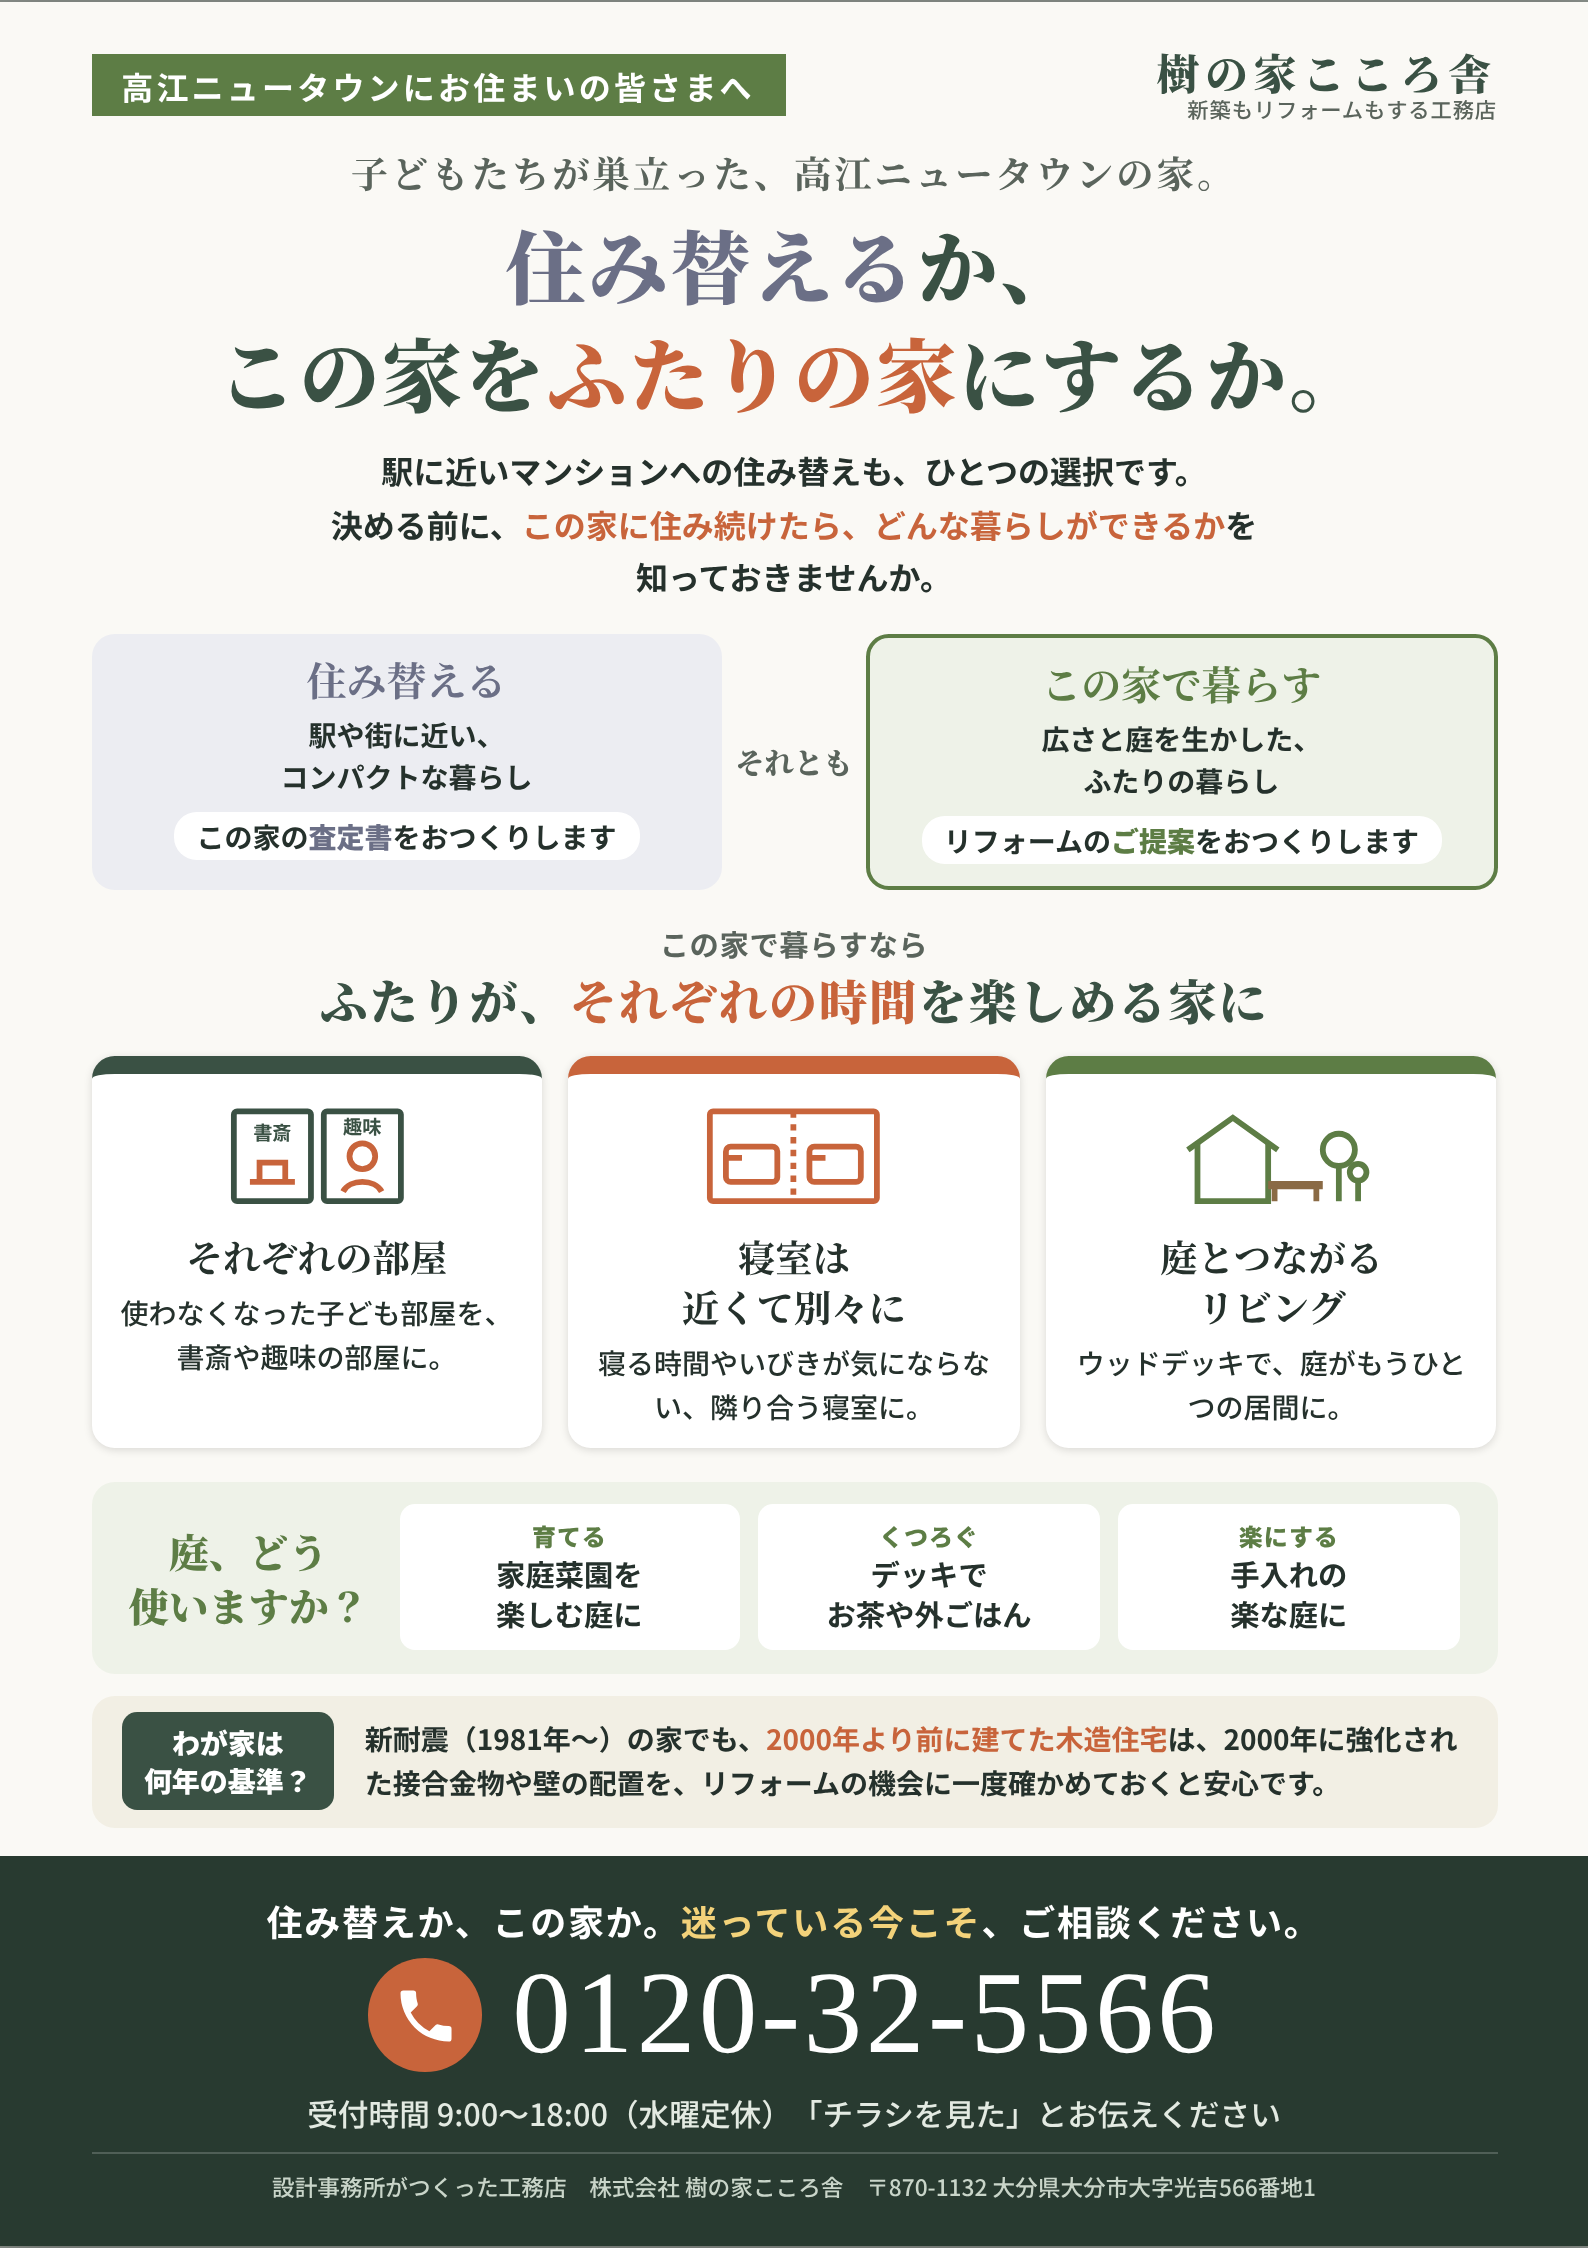 高江ニュータウンにお住まいの皆さまへ
樹の家こころ舎
新築もリフォームもする工務店
子どもたちが巣立った、高江ニュータウンの家。
住み替えるか、
この家をふたりの家にするか。
駅に近いマンションへの住み替えも、ひとつの選択です。
決める前に、この家に住み続けたら、どんな暮らしができるかを
知っておきませんか。
住み替える
駅や街に近い、
コンパクトな暮らし
この家の査定書をおつくりします
それとも
この家で暮らす
広さと庭を生かした、
ふたりの暮らし
リフォームのご提案をおつくりします
この家で暮らすなら
ふたりが、それぞれの時間を楽しめる家に
書斎
趣味
それぞれの部屋
使わなくなった子ども部屋を、
書斎や趣味の部屋に。
寝室は
近くて別々に
寝る時間やいびきが気にならな
い、隣り合う寝室に。
庭とつながる
リビング
ウッドデッキで、庭がもうひと
つの居間に。
庭、どう
使いますか？
育てる
家庭菜園を
楽しむ庭に
くつろぐ
デッキで
お茶や外ごはん
楽にする
手入れの
楽な庭に
わが家は
何年の基準？
新耐震（1981年〜）の家でも、2000年より前に建てた木造住宅は、2000年に強化され
た接合金物や壁の配置を、リフォームの機会に一度確かめておくと安心です。
住み替えか、この家か。迷っている今こそ、ご相談ください。
0120-32-5566
受付時間 9:00〜18:00（水曜定休）「チラシを見た」とお伝えください
設計事務所がつくった工務店　株式会社 樹の家こころ舎　〒870-1132 大分県大分市大字光吉566番地1